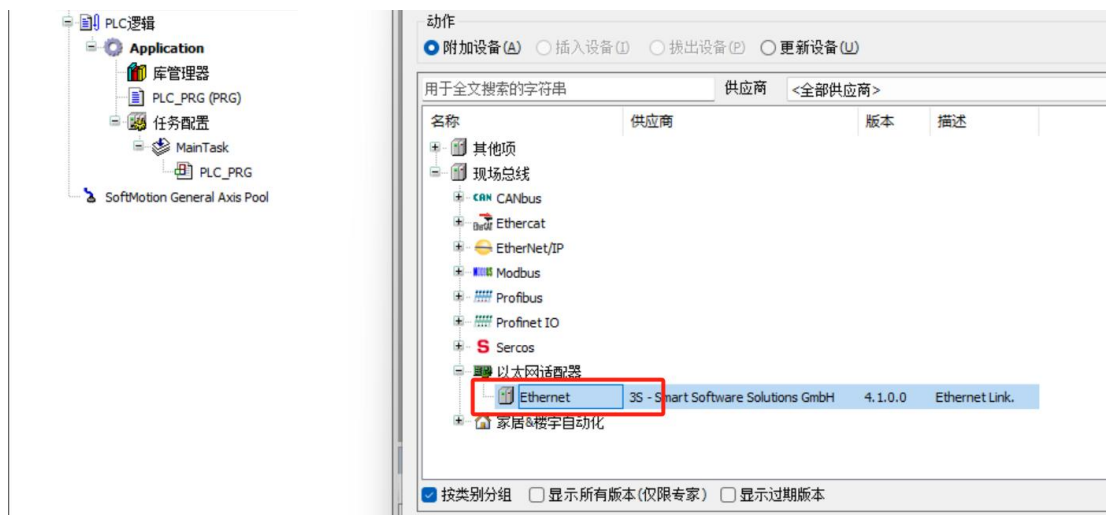 PLC逻辑
Application
库管理器
PLC_PRG (PRG)
任务配置
MainTask
PLC_PRG
SoftMotion General Axis Pool
动作
附加设备(A) 插入设备(I) 拔出设备(P) 更新设备(U)
用于全文搜索的字符串 供应商 <全部供应商>
名称 供应商 版本 描述
其他项
现场总线
CAN CANbus
Ethercat
EtherNet/IP
Modbus
Profibus
Profinet IO
S Sercos
以太网适配器
Ethernet 3S - Smart Software Solutions GmbH 4.1.0.0 Ethernet Link.
家居&楼宇自动化
按类别分组 显示所有版本(仅限专家) 显示过期版本